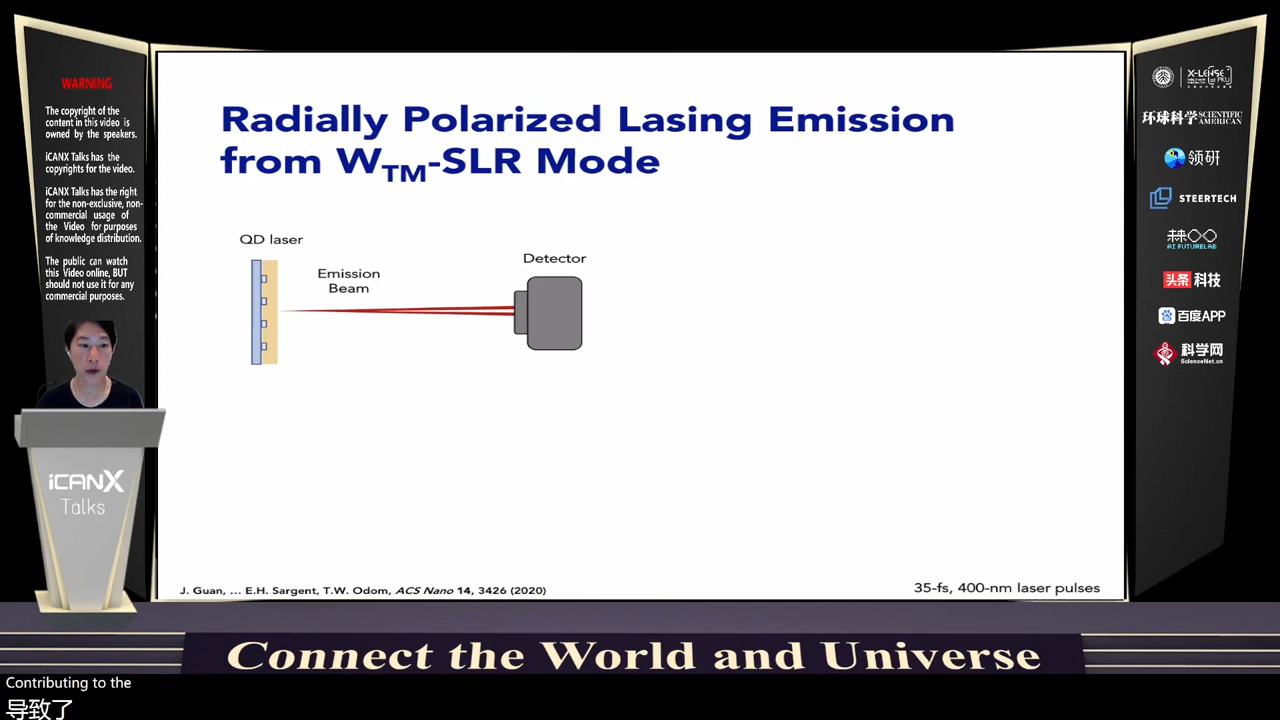 WARNING
The copyright of the
content in this video is
owned by the speakers.
iCANX Talks has the
copyrights for the video.
iCANX Talks has the right
for the non-exclusive, non-
commercial usage of
the Video for purposes
of knowledge distribution.
The public can watch
this Video online, BUT
should not use it for any
commercial purposes.
iCANX
Talks
Radially Polarized Lasing Emission
from WTM-SLR Mode
QD laser
Emission
Beam
Detector
J. Guan, ... E.H. Sargent, T.W. Odom, ACS Nano 14, 3426 (2020)
35-fs, 400-nm laser pulses
X-LENSE
环球科学 SCIENTIFIC AMERICAN
领研
STEERTECH
AI FUTURELAB
头条 科技
百度APP
科学网
ScienceNet.cn
Connect the World and Universe
Contributing to the
导致了